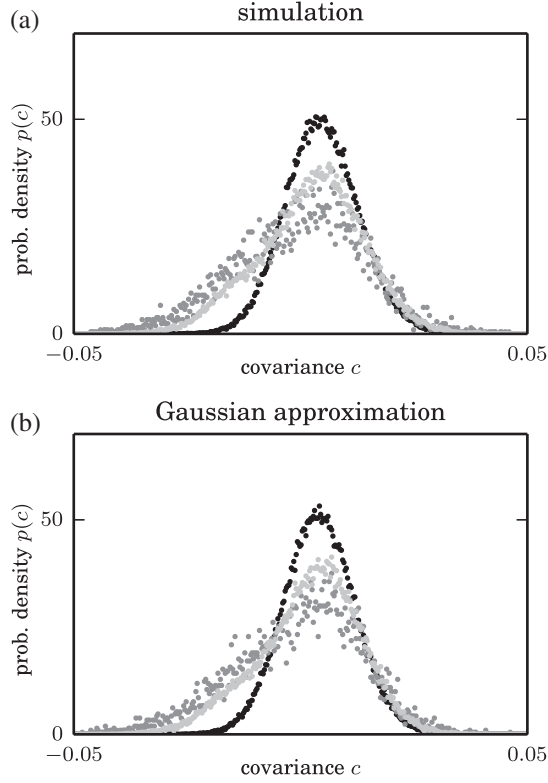 (a)
simulation
prob. density p(c)
50
0
−0.05
0.05
covariance c
(b)
Gaussian approximation
prob. density p(c)
50
0
−0.05
0.05
covariance c